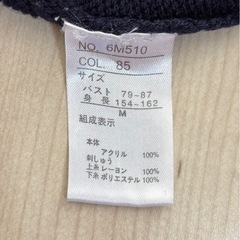 NO. 6M510
COL. 85
サイズ
バスト 79-87
身長 154-162
M
組成表示
本体
アクリル 100%
刺しゅう
上糸 レーヨン 100%
下糸 ポリエステル 100%